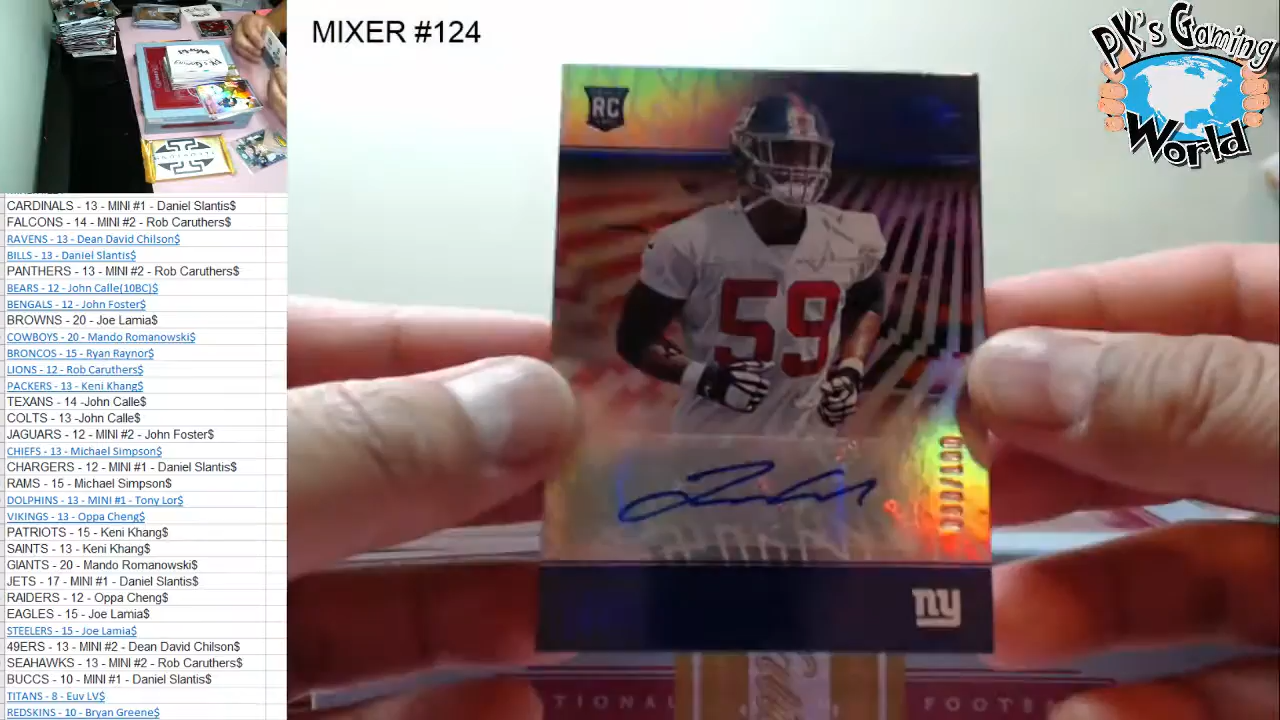 MIXER #124
PK's Gaming
World
CARDINALS - 13 - MINI #1 - Daniel Slantis$
FALCONS - 14 - MINI #2 - Rob Caruthers$
RAVENS - 13 - Dean David Chilson$
BILLS - 13 - Daniel Slantis$
PANTHERS - 13 - MINI #2 - Rob Caruthers$
BEARS - 12 - John Calle(10BC)$
BENGALS - 12 - John Foster$
BROWNS - 20 - Joe Lamia$
COWBOYS - 20 - Mando Romanowski$
BRONCOS - 15 - Ryan Raynor$
LIONS - 12 - Rob Caruthers$
PACKERS - 13 - Keni Khang$
TEXANS - 14 -John Calle$
COLTS - 13 -John Calle$
JAGUARS - 12 - MINI #2 - John Foster$
CHIEFS - 13 - Michael Simpson$
CHARGERS - 12 - MINI #1 - Daniel Slantis$
RAMS - 15 - Michael Simpson$
DOLPHINS - 13 - MINI #1 - Tony Lor$
VIKINGS - 13 - Oppa Cheng$
PATRIOTS - 15 - Keni Khang$
SAINTS - 13 - Keni Khang$
GIANTS - 20 - Mando Romanowski$
JETS - 17 - MINI #1 - Daniel Slantis$
RAIDERS - 12 - Oppa Cheng$
EAGLES - 15 - Joe Lamia$
STEELERS - 15 - Joe Lamia$
49ERS - 13 - MINI #2 - Dean David Chilson$
SEAHAWKS - 13 - MINI #2 - Rob Caruthers$
BUCCS - 10 - MINI #1 - Daniel Slantis$
TITANS - 8 - Euv LV$
REDSKINS - 10 - Bryan Greene$
RC
59
ny